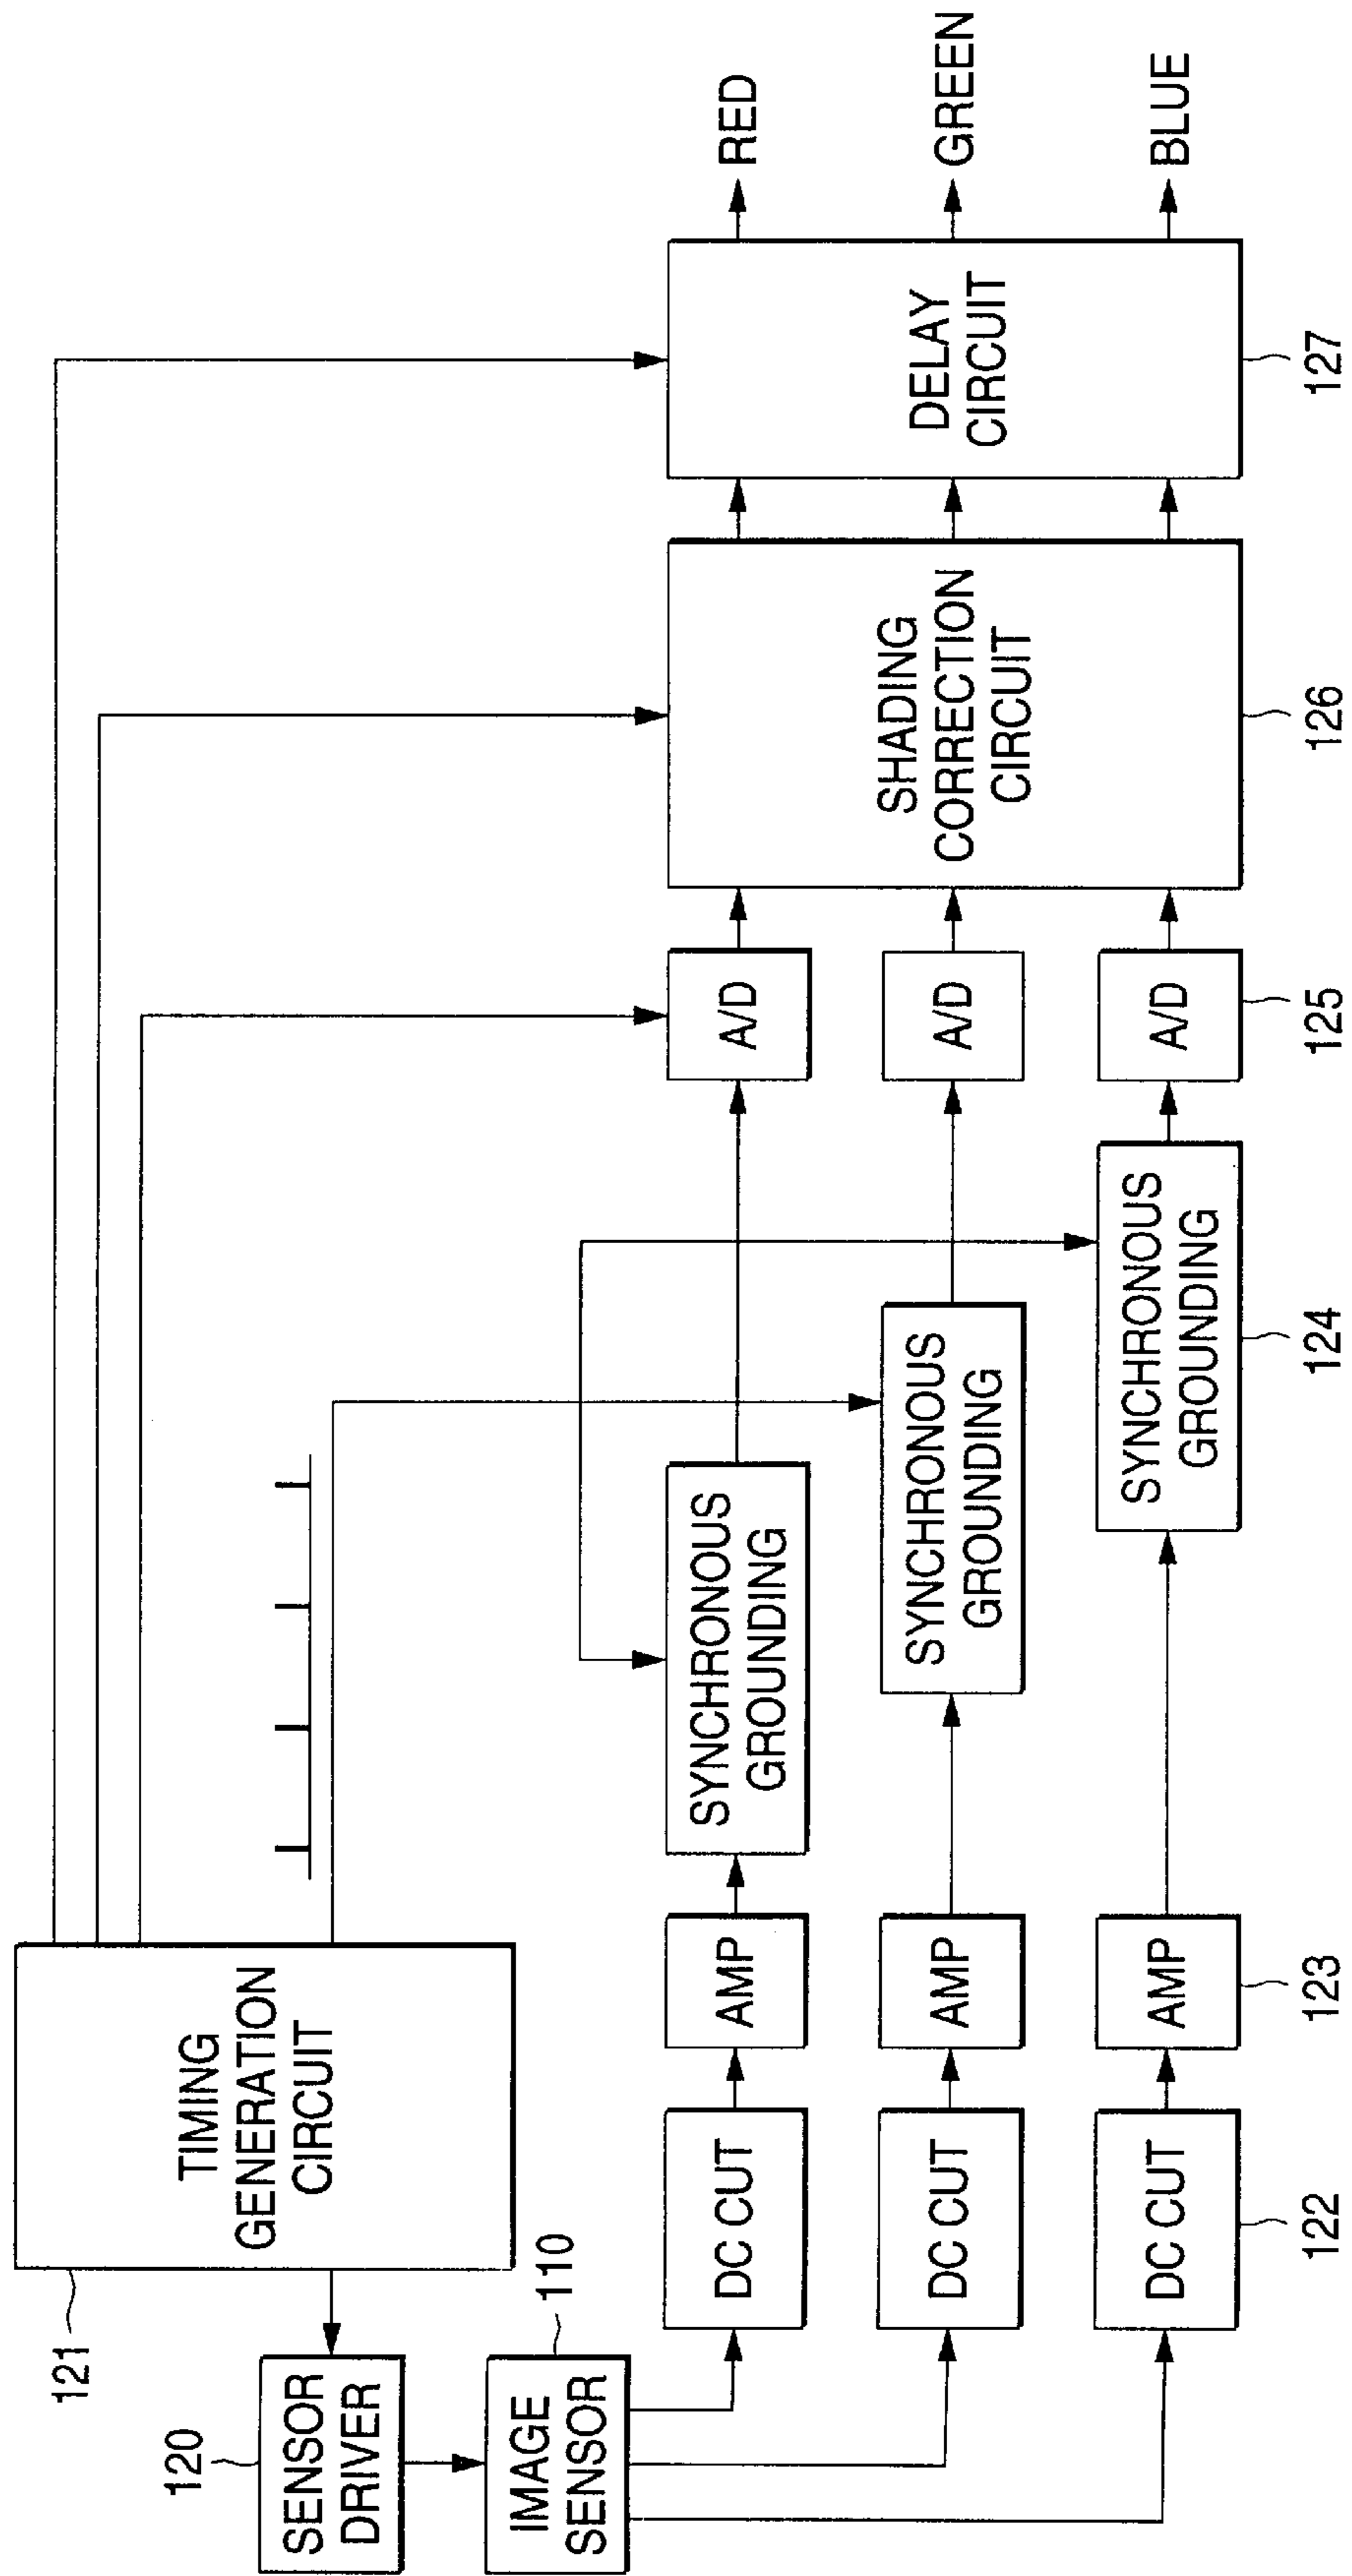 121
TIMING
GENERATION
CIRCUIT
120
SENSOR
DRIVER
110
IMAGE
SENSOR
DC CUT
AMP
SYNCHRONOUS
GROUNDING
A/D
DC CUT
AMP
SYNCHRONOUS
GROUNDING
A/D
DC CUT
AMP
SYNCHRONOUS
GROUNDING
A/D
SHADING
CORRECTION
CIRCUIT
DELAY
CIRCUIT
RED
GREEN
BLUE
122
123
124
125
126
127